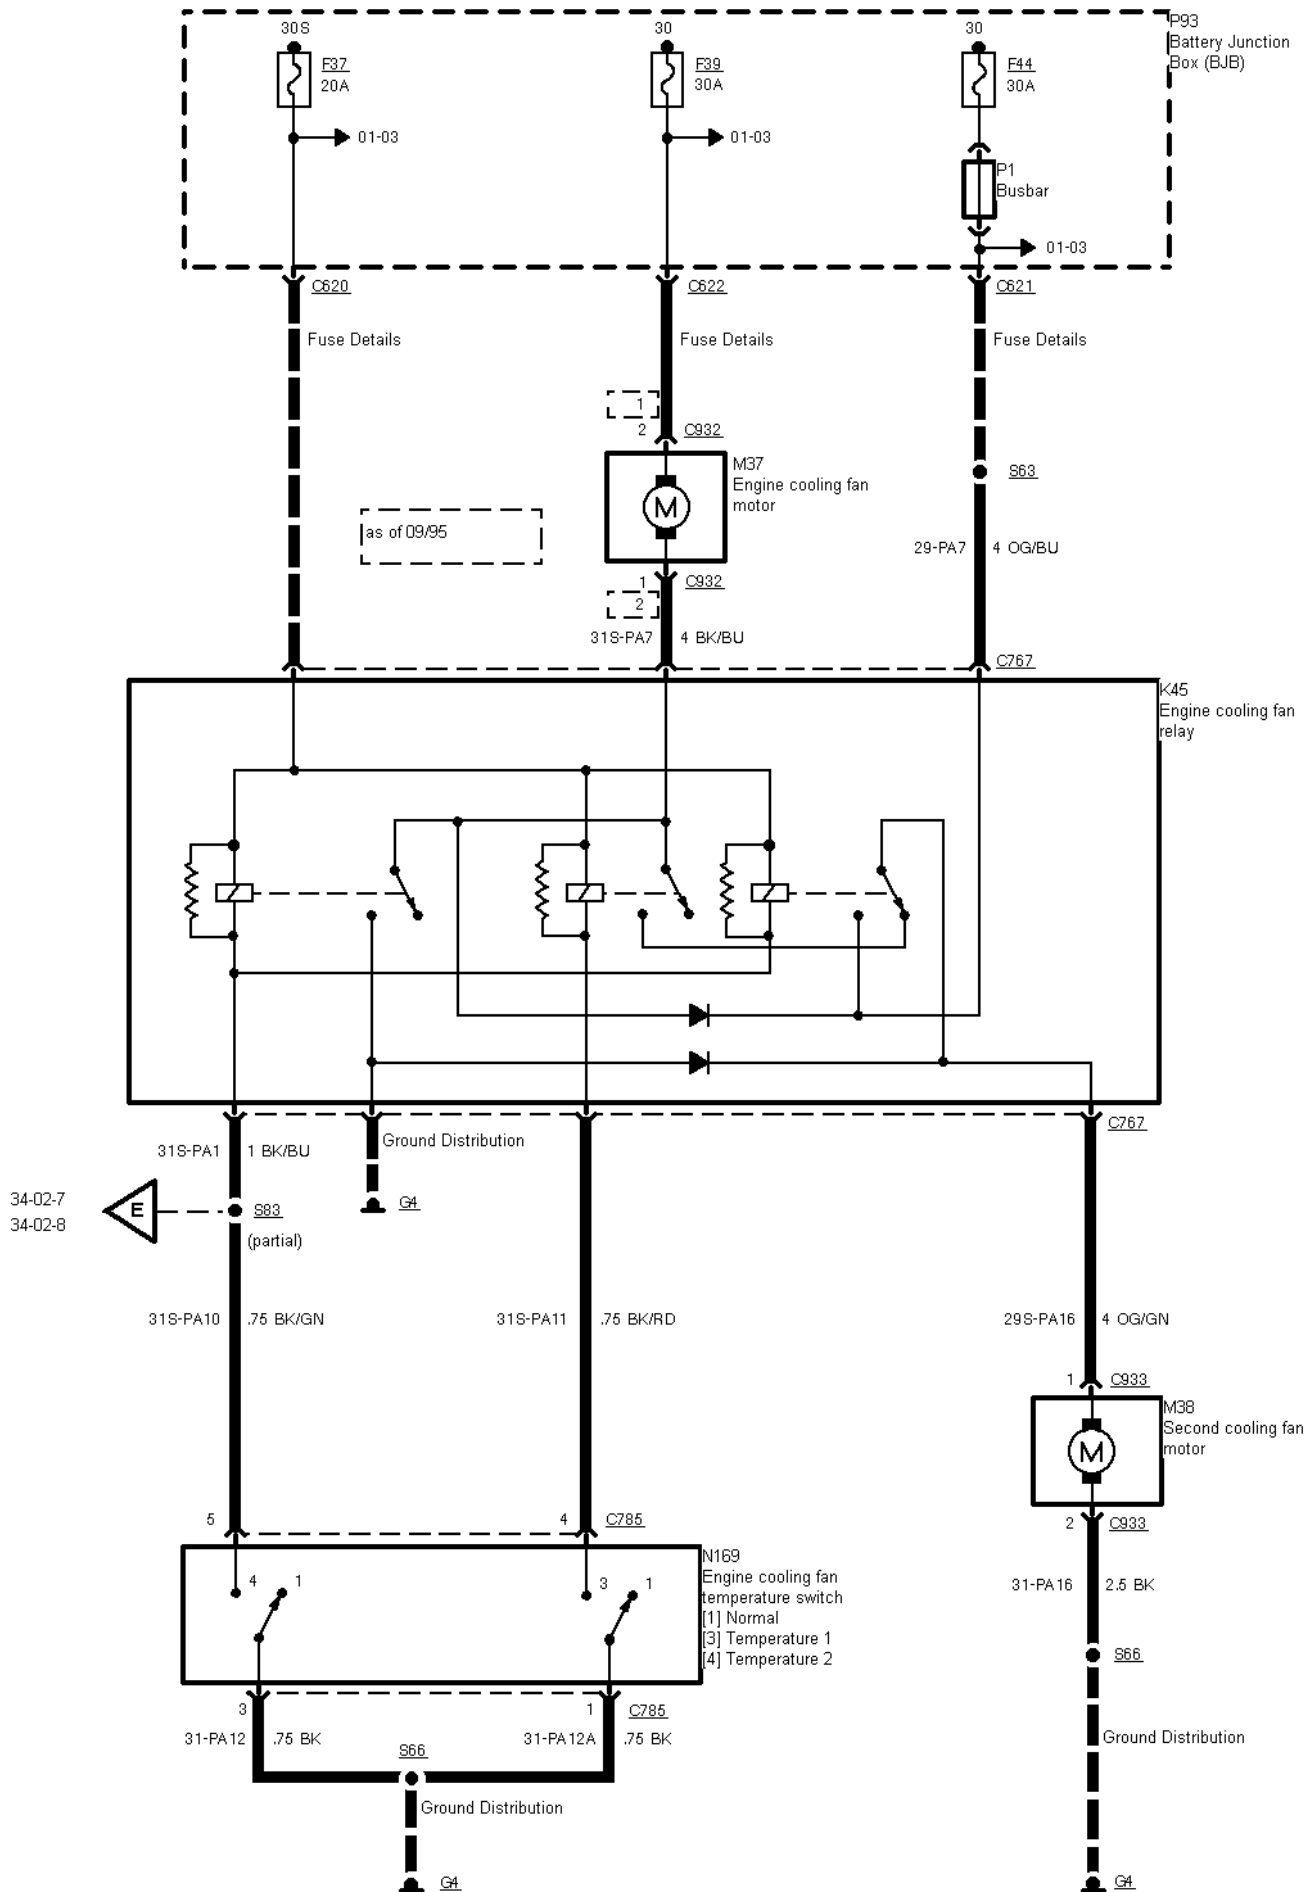 30S
30
30
P93
Battery Junction
Box (BJB)
F37
20A
F39
30A
F44
30A
01-03
01-03
P1
Busbar
01-03
C620
C622
C621
Fuse Details
Fuse Details
Fuse Details
1
2
C932
M37
Engine cooling fan
motor
M
S63
as of 09/95
29-PA7
4 OG/BU
1
C932
2
31S-PA7
4 BK/BU
C767
K45
Engine cooling fan
relay
C767
31S-PA1
1 BK/BU
Ground Distribution
34-02-7
34-02-8
E
S83
(partial)
G4
31S-PA10
.75 BK/GN
31S-PA11
.75 BK/RD
29S-PA16
4 OG/GN
1
C933
M38
Second cooling fan
motor
M
5
4
C785
2
C933
N169
Engine cooling fan
temperature switch
[1] Normal
[3] Temperature 1
[4] Temperature 2
4
1
3
1
31-PA16
2.5 BK
S66
3
1
C785
31-PA12
.75 BK
31-PA12A
.75 BK
S66
Ground Distribution
Ground Distribution
G4
G4